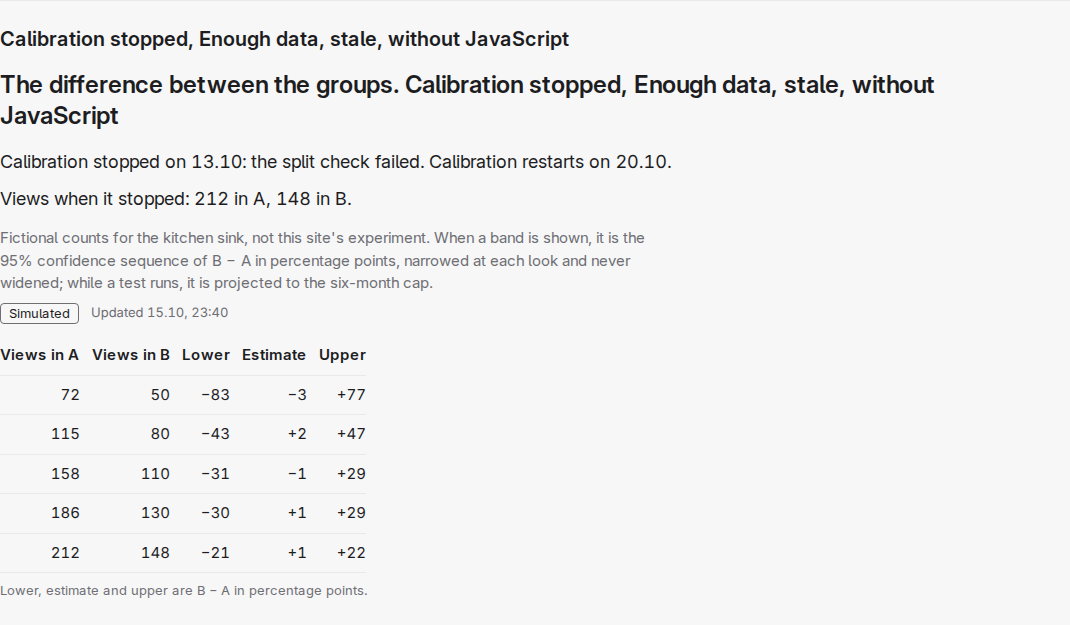 Calibration stopped, Enough data, stale, without JavaScript
The difference between the groups. Calibration stopped, Enough data, stale, without
JavaScript
Calibration stopped on 13.10: the split check failed. Calibration restarts on 20.10.
Views when it stopped: 212 in A, 148 in B.
Fictional counts for the kitchen sink, not this site's experiment. When a band is shown, it is the
95% confidence sequence of B − A in percentage points, narrowed at each look and never
widened; while a test runs, it is projected to the six-month cap.
Simulated Updated 15.10, 23:40
Views in A Views in B Lower Estimate Upper
72 50 −83 −3 +77
115 80 −43 +2 +47
158 110 −31 −1 +29
186 130 −30 +1 +29
212 148 −21 +1 +22
Lower, estimate and upper are B − A in percentage points.